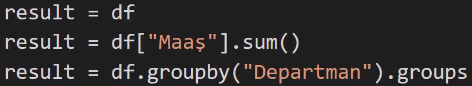 result = df
result = df["Maaş"].sum()
result = df.groupby("Departman").groups